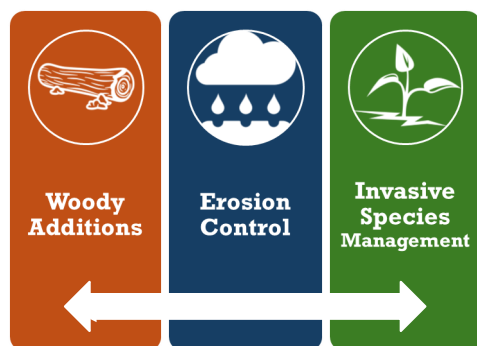 Woody
Additions
Erosion
Control
Invasive
Species
Management